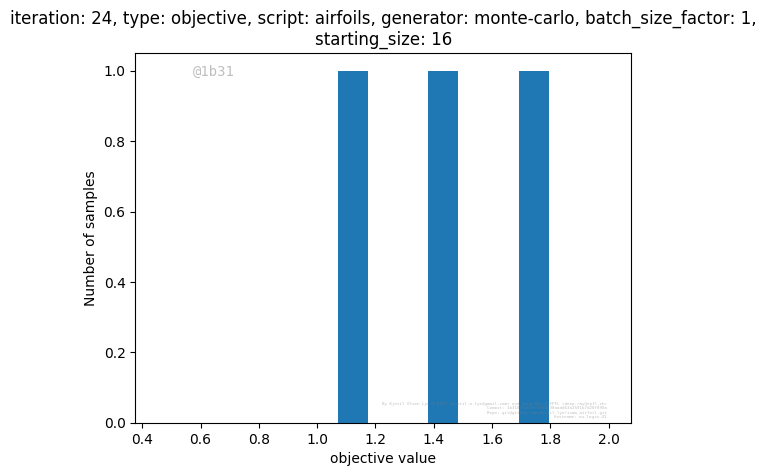 iteration: 24, type: objective, script: airfoils, generator: monte-carlo, batch_size_factor: 1,
starting_size: 16
@1b31
1.0
0.8
0.6
0.4
0.2
0.0
Number of samples
0.4 0.6 0.8 1.0 1.2 1.4 1.6 1.8 2.0
objective value